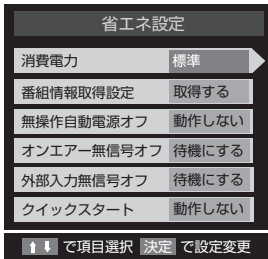 省エネ設定
消費電力 標準
番組情報取得設定 取得する
無操作自動電源オフ 動作しない
オンエアー無信号オフ 待機にする
外部入力無信号オフ 待機にする
クイックスタート 動作しない
⬆⬇ で項目選択 決定 で設定変更